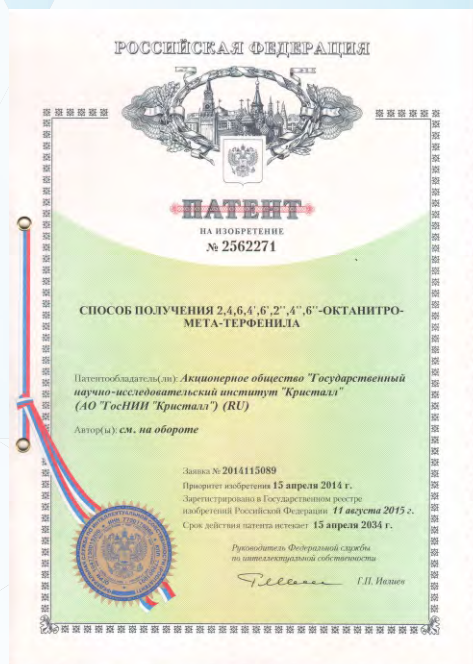 РОССИЙСКАЯ ФЕДЕРАЦИЯ
ПАТЕНТ
НА ИЗОБРЕТЕНИЕ
№ 2562271
СПОСОБ ПОЛУЧЕНИЯ 2,4,6,4',6',2'',4'',6''-ОКТАНИТРО-
МЕТА-ТЕРФЕНИЛА
Патентообладатель(ли): Акционерное общество "Государственный
научно-исследовательский институт "Кристалл"
(АО "ГосНИИ "Кристалл") (RU)
Автор(ы): см. на обороте
Заявка № 2014115089
Приоритет изобретения 15 апреля 2014 г.
Зарегистрировано в Государственном реестре
изобретений Российской Федерации 11 августа 2015 г.
Срок действия патента истекает 15 апреля 2034 г.
Руководитель Федеральной службы
по интеллектуальной собственности
Г.П. Ивлиев